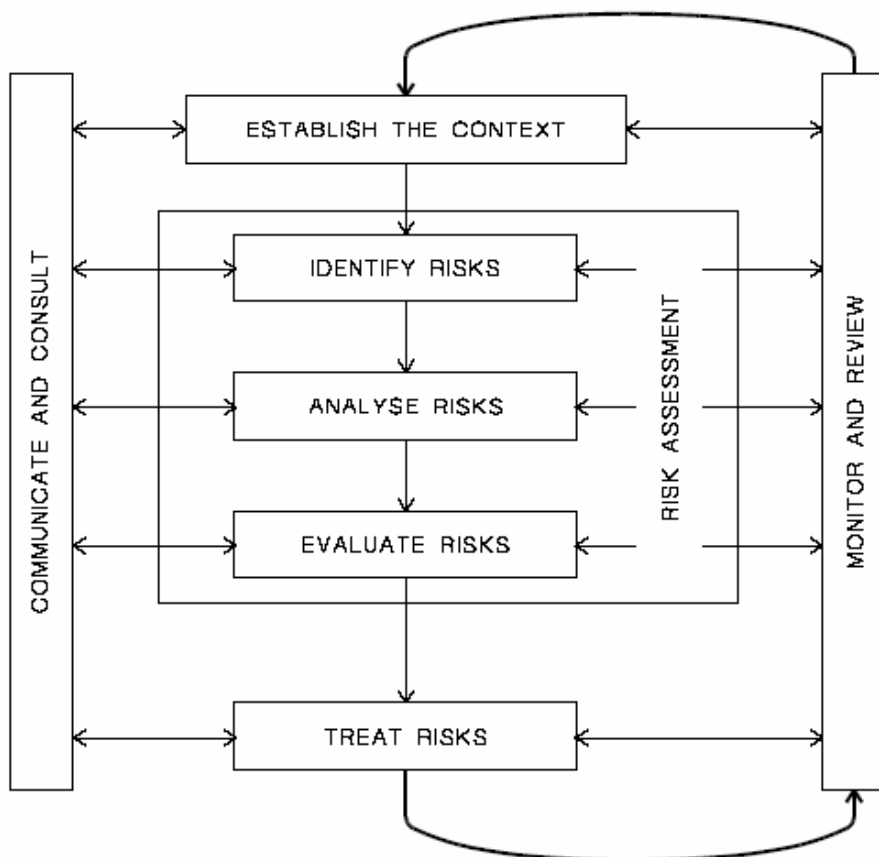 ESTABLISH THE CONTEXT
COMMUNICATE AND CONSULT
IDENTIFY RISKS
ANALYSE RISKS
EVALUATE RISKS
RISK ASSESSMENT
MONITOR AND REVIEW
TREAT RISKS